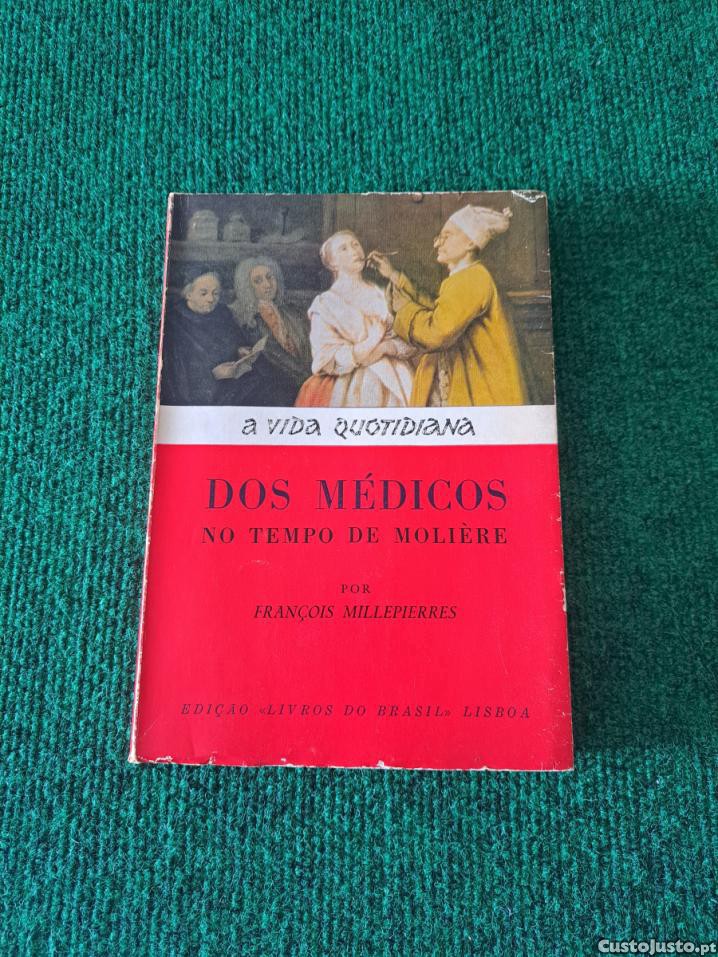 A VIDA QUOTIDIANA
DOS MÉDICOS
NO TEMPO DE MOLIÈRE
POR
FRANÇOIS MILLEPIERRES
EDIÇÃO «LIVROS DO BRASIL» LISBOA
CustoJusto.pt